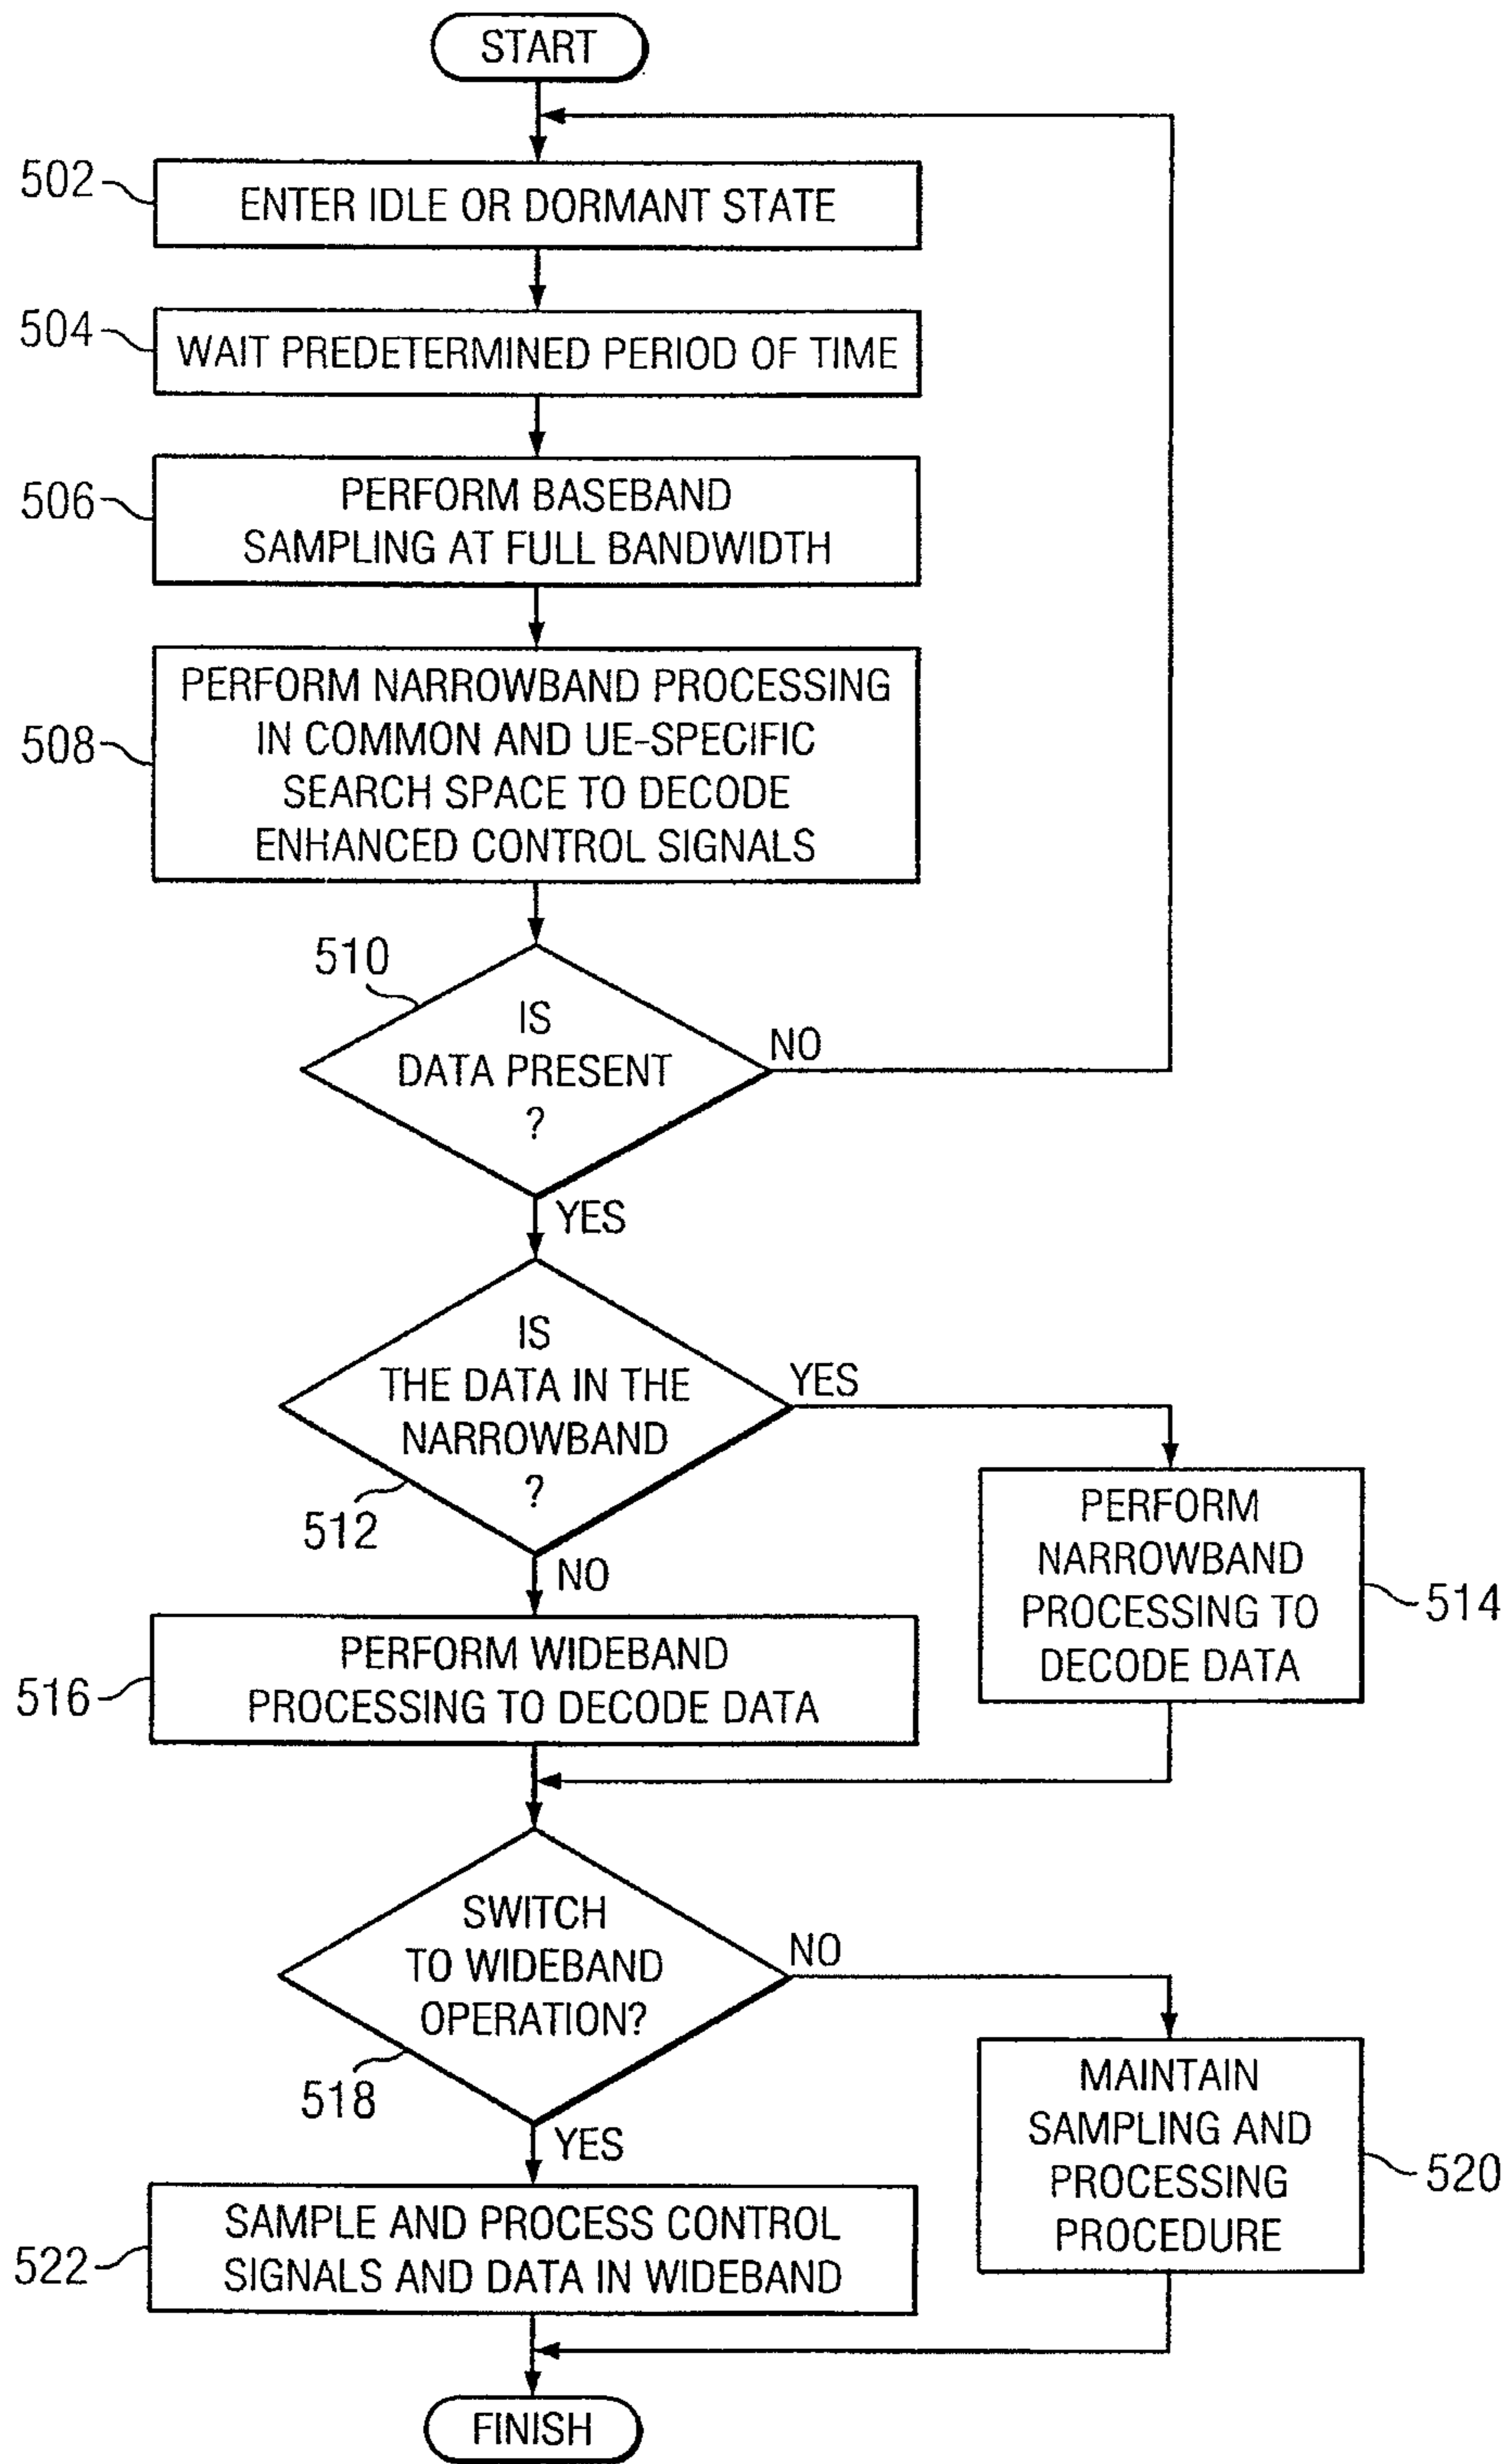 START
502
ENTER IDLE OR DORMANT STATE
504
WAIT PREDETERMINED PERIOD OF TIME
506
PERFORM BASEBAND
SAMPLING AT FULL BANDWIDTH
508
PERFORM NARROWBAND PROCESSING
IN COMMON AND UE-SPECIFIC
SEARCH SPACE TO DECODE
ENHANCED CONTROL SIGNALS
510
IS
DATA PRESENT
?
NO
YES
IS
THE DATA IN THE
NARROWBAND
?
YES
512
NO
PERFORM
NARROWBAND
PROCESSING TO
DECODE DATA
514
516
PERFORM WIDEBAND
PROCESSING TO DECODE DATA
SWITCH
TO WIDEBAND
OPERATION?
NO
518
YES
MAINTAIN
SAMPLING AND
PROCESSING
PROCEDURE
520
522
SAMPLE AND PROCESS CONTROL
SIGNALS AND DATA IN WIDEBAND
FINISH